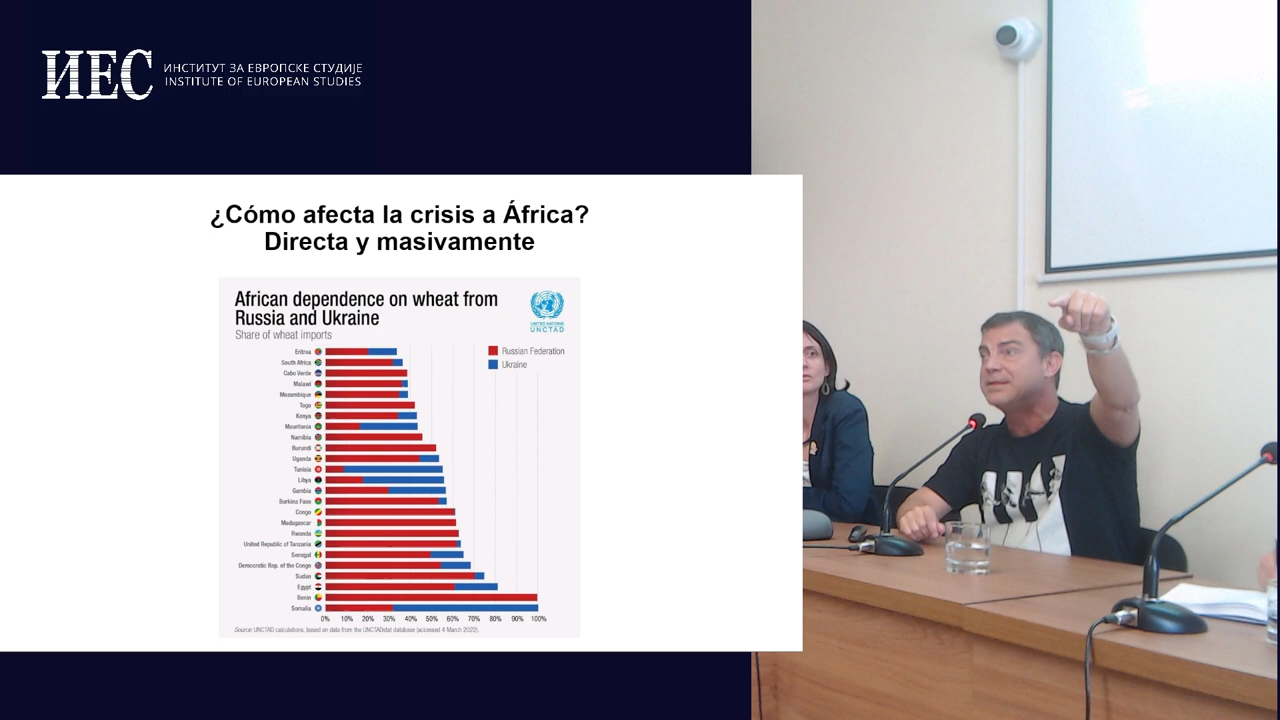 ИЕС
ИНСТИТУТ ЗА ЕВРОПСКЕ СТУДИЈЕ
INSTITUTE OF EUROPEAN STUDIES
¿Cómo afecta la crisis a África?
Directa y masivamente
African dependence on wheat from
Russia and Ukraine
Share of wheat imports
UNITED NATIONS
UNCTAD
Russian Federation
Ukraine
Eritrea
South Africa
Cabo Verde
Malawi
Mozambique
Togo
Kenya
Mauritania
Namibia
Burundi
Uganda
Tunisia
Libya
Gambia
Burkina Faso
Congo
Madagascar
Rwanda
United Republic of Tanzania
Senegal
Democratic Rep. of the Congo
Sudan
Egypt
Benin
Somalia
0% 10% 20% 30% 40% 50% 60% 70% 80% 90% 100%
Source: UNCTAD calculations, based on data from the UNCTADstat database (accessed 4 March 2022).